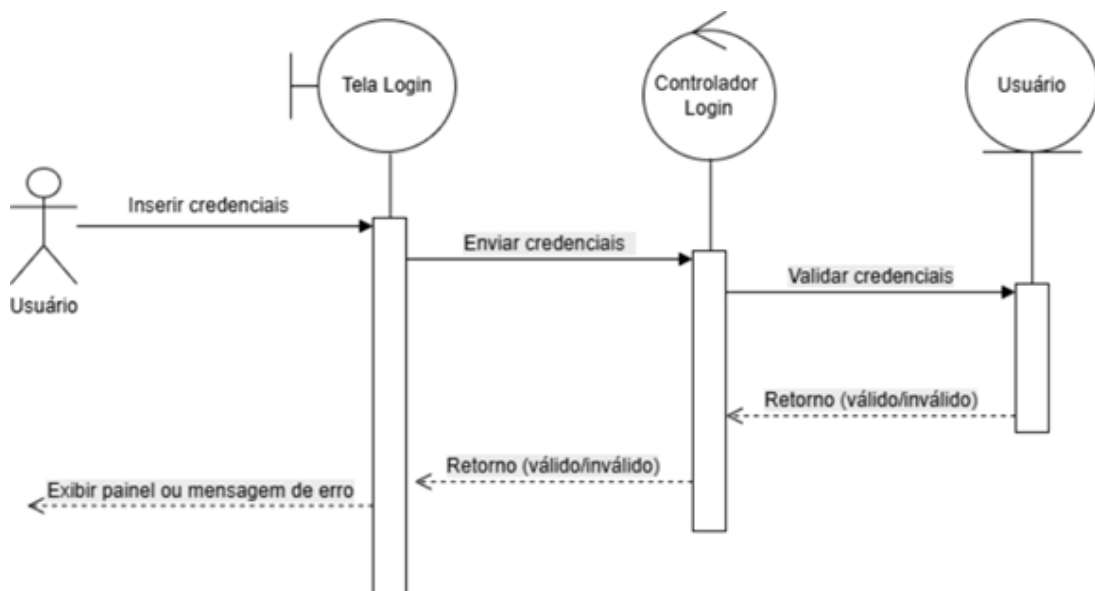 Tela Login
Controlador
Login
Usuário
Inserir credenciais
Enviar credenciais
Validar credenciais
Usuário
Retorno (válido/inválido)
Retorno (válido/inválido)
Exibir painel ou mensagem de erro